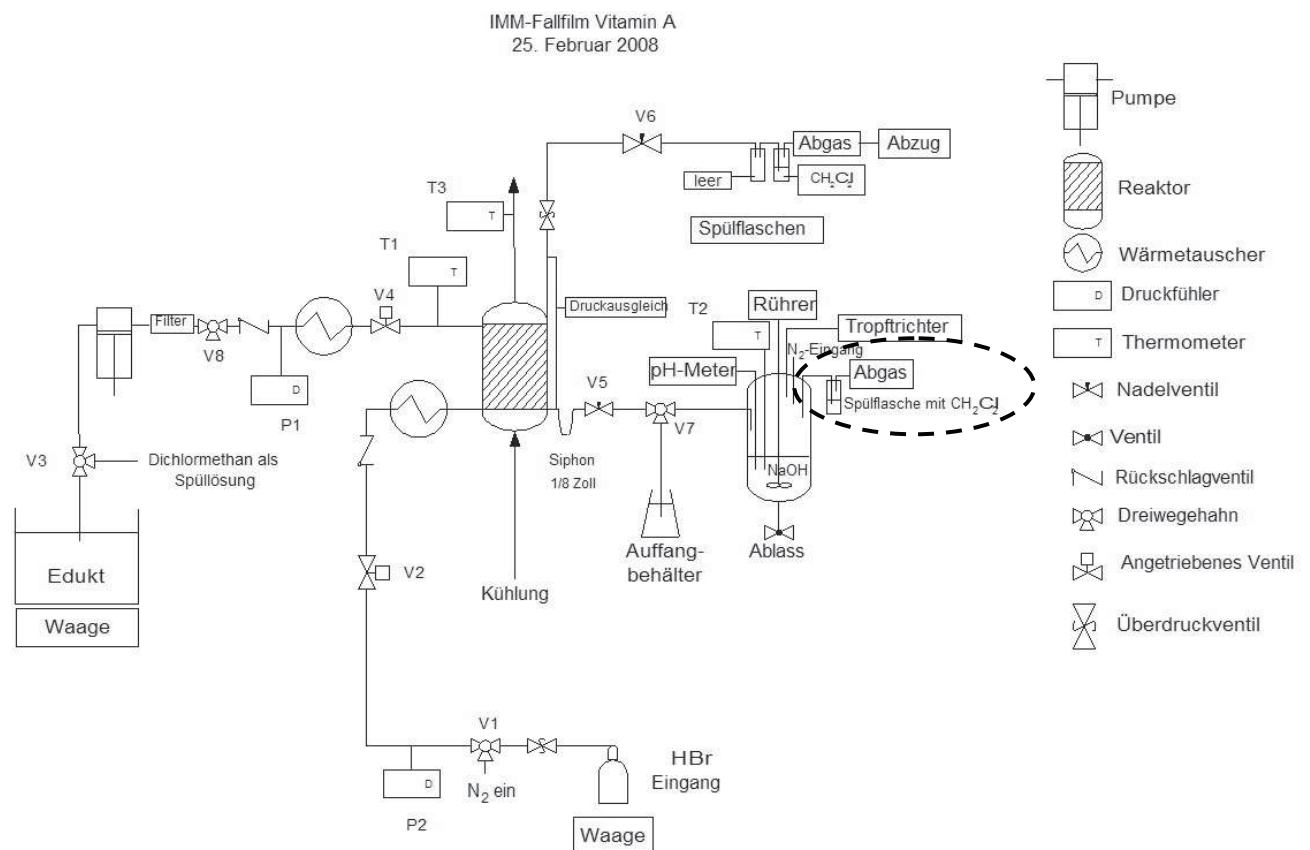 IMM-Fallfilm Vitamin A
25. Februar 2008
V6
Abgas
Abzug
leer
CH2Cl2
Spülflaschen
T3
T
T1
T
V4
Druckausgleich
Filter
V8
D
P1
V3
Dichlormethan als
Spüllösung
Edukt
Waage
V2
Kühlung
Siphon
1/8 Zoll
V5
V7
Auffang-
behälter
T2
T
Rührer
Tropftrichter
N2-Eingang
pH-Meter
Abgas
Spülflasche mit CH2Cl2
NaOH
Ablass
V1
N2 ein
D
P2
HBr
Eingang
Waage
Pumpe
Reaktor
Wärmetauscher
D
Druckfühler
T
Thermometer
Nadelventil
Ventil
Rückschlagventil
Dreiwegehahn
Angetriebenes Ventil
Überdruckventil